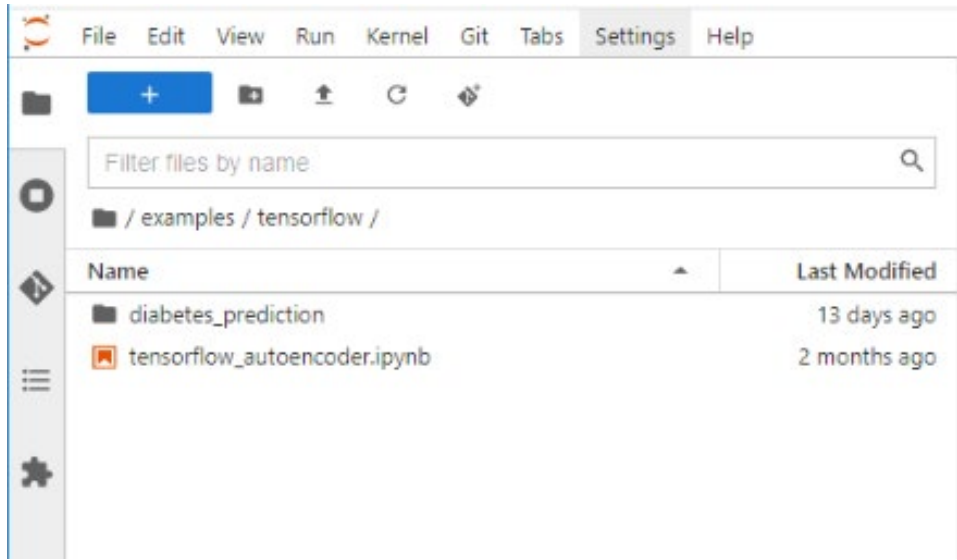 File Edit View Run Kernel Git Tabs Settings Help
+
Filter files by name
/ examples / tensorflow /
Name Last Modified
diabetes_prediction 13 days ago
tensorflow_autoencoder.ipynb 2 months ago